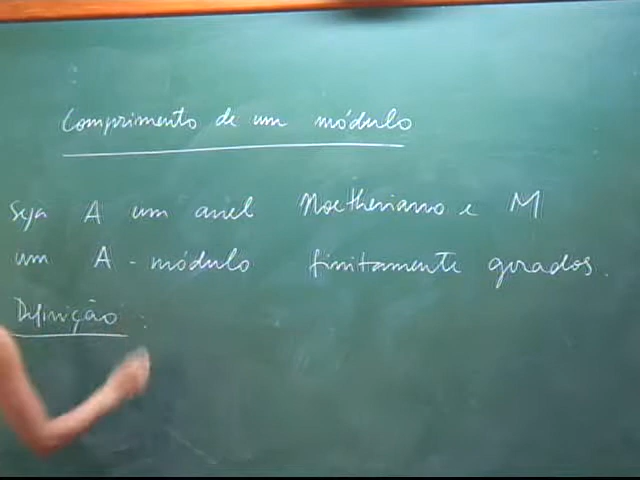 Comprimento de um módulo
Seja A um anel Noetheriano e M
um A-módulo finitamente gerados.
Definição: